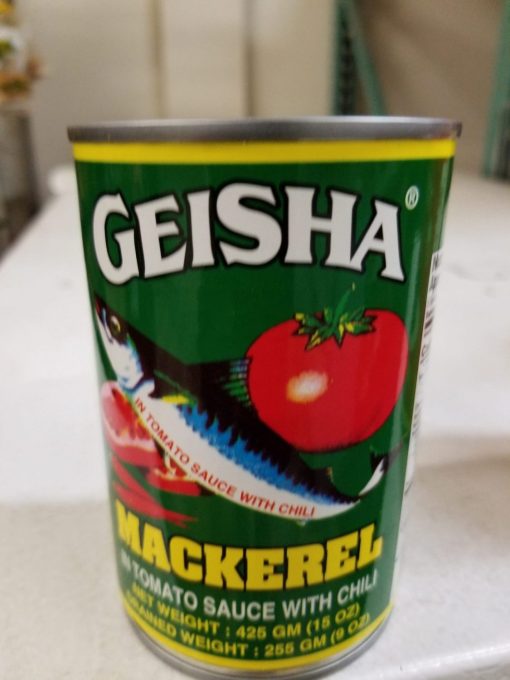 GEISHA®
IN TOMATO SAUCE WITH CHILI
MACKEREL
IN TOMATO SAUCE WITH CHILI
NET WEIGHT : 425 GM (15 OZ)
DRAINED WEIGHT : 255 GM (9 OZ)